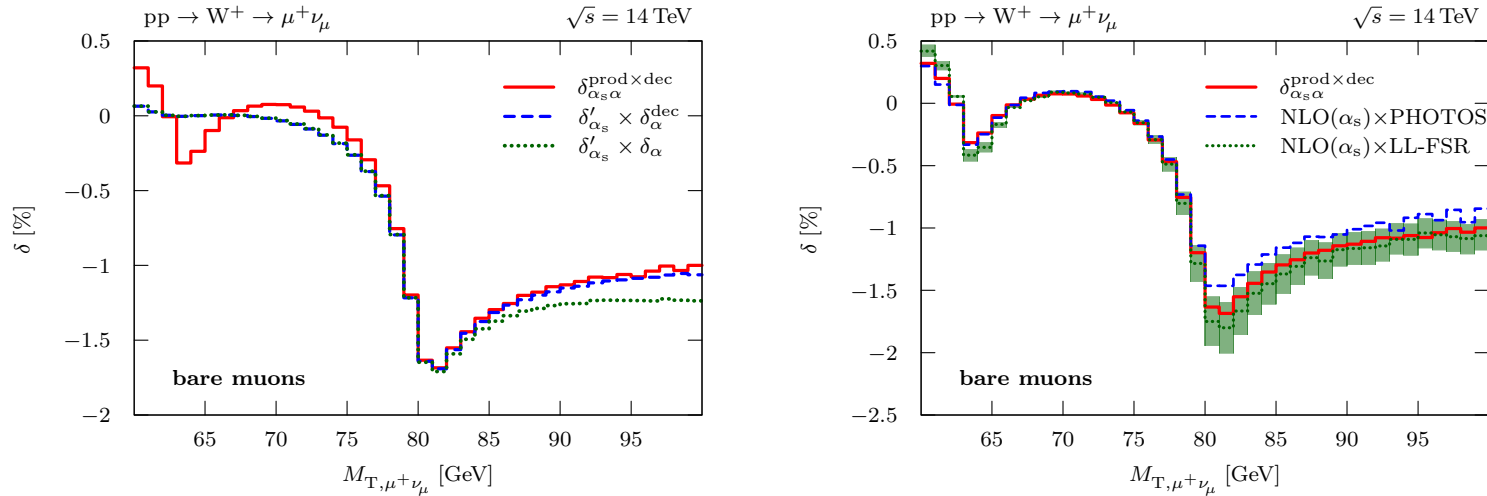 pp → W⁺ → μ⁺ν_μ √s = 14 TeV
δ^{prod×dec}_{α_sα}
δ′_{α_s} × δ^{dec}_α
δ′_{α_s} × δ_α
0.5
0
−0.5
−1
−1.5
−2
δ [%]
bare muons
65 70 75 80 85 90 95
M_{T,μ⁺ν_μ} [GeV]
pp → W⁺ → μ⁺ν_μ √s = 14 TeV
δ^{prod×dec}_{α_sα}
NLO(α_s)×PHOTOS
NLO(α_s)×LL-FSR
0.5
0
−0.5
−1
−1.5
−2
−2.5
δ [%]
bare muons
65 70 75 80 85 90 95
M_{T,μ⁺ν_μ} [GeV]